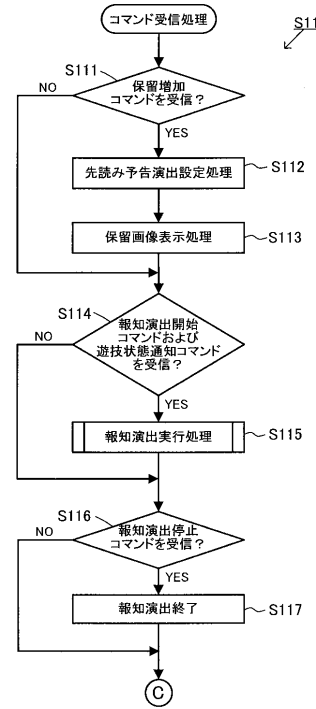 コマンド受信処理
S11
S111
保留増加
コマンドを受信？
NO
YES
先読み予告演出設定処理
S112
保留画像表示処理
S113
S114
報知演出開始
コマンドおよび
遊技状態通知コマンド
を受信？
NO
YES
報知演出実行処理
S115
S116
報知演出停止
コマンドを受信？
NO
YES
報知演出終了
S117
C